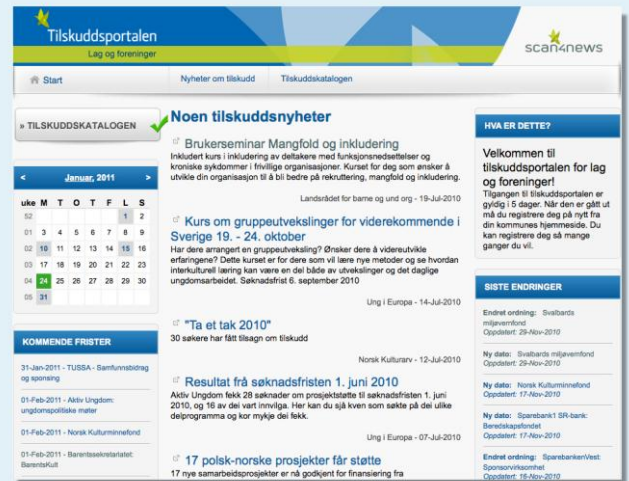 Tilskuddsportalen
Lag og foreninger
scan4news
Start
Nyheter om tilskudd
Tilskuddskatalogen
» TILSKUDDSKATALOGEN
< Januar, 2011 >
uke M T O T F L S
52 1 2
01 3 4 5 6 7 8 9
02 10 11 12 13 14 15 16
03 17 18 19 20 21 22 23
04 24 25 26 27 28 29 30
05 31
KOMMENDE FRISTER
31-Jan-2011 - TUSSA - Samfunnsbidrag
og sponsing
01-Feb-2011 - Aktiv Ungdom:
ungdomspolitiske møter
01-Feb-2011 - Norsk Kulturminnefond
01-Feb-2011 - Barentssekretariatet:
BarentsKult
Noen tilskuddsnyheter
Brukerseminar Mangfold og inkludering
Inkludert kurs i inkludering av deltakere med funksjonsnedsettelser og
kroniske sykdommer i frivillige organisasjoner. Kurset for deg som ønsker å
utvikle din organisasjon til å bli bedre på rekruttering, mangfold og inkludering.
Landsrådet for barne og und org - 19-Jul-2010
Kurs om gruppeutvekslinger for viderekommende i
Sverige 19. - 24. oktober
Har dere arrangert en gruppeutveksling? Ønsker dere å videreutvikle
erfaringene? Dette kurset er for dere som vil lære nye metoder og se hvordan
interkulturell læring kan være en del både av utvekslinger og det daglige
ungdomsarbeidet. Søknadsfrist 6. september 2010
Ung i Europa - 14-Jul-2010
"Ta et tak 2010"
30 søkere har fått tilsagn om tilskudd
Norsk Kulturarv - 12-Jul-2010
Resultat frå søknadsfristen 1. juni 2010
Aktiv Ungdom fekk 28 søknader om prosjektstøtte til søknadsfristen 1. juni
2010, og 16 av dei vart innvilga. Her kan du sjå kven som søkte på dei ulike
delprogramma og kor mykje dei fekk.
Ung i Europa - 07-Jul-2010
17 polsk-norske prosjekter får støtte
17 nye samarbeidsprosjekter er nå godkjent for finansiering fra
HVA ER DETTE?
Velkommen til
tilskuddsportalen for lag
og foreninger!
Tilgangen til tilskuddsportalen er
gyldig i 5 dager. Når den er gått ut
må du registrere deg på nytt fra
din kommunes hjemmeside. Du
kan registrere deg så mange
ganger du vil.
SISTE ENDRINGER
Endret ordning: Svalbards
miljøvernfond
Oppdatert: 29-Nov-2010
Ny dato: Svalbards miljøvernfond
Oppdatert: 29-Nov-2010
Ny dato: Norsk Kulturminnefond
Oppdatert: 17-Nov-2010
Ny dato: Sparebank1 SR-bank:
Beredskapsfondet
Oppdatert: 17-Nov-2010
Endret ordning: SparebankenVest:
Sponsorvirksomhet
Oppdatert: 16-Nov-2010